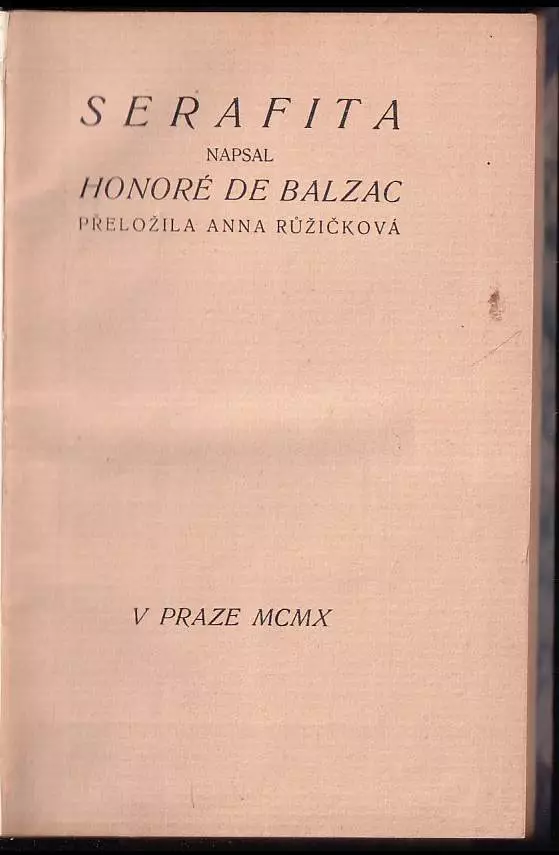 SERAFITA
NAPSAL
HONORÉ DE BALZAC
PŘELOŽILA ANNA RŮŽIČKOVÁ
V PRAZE MCMX